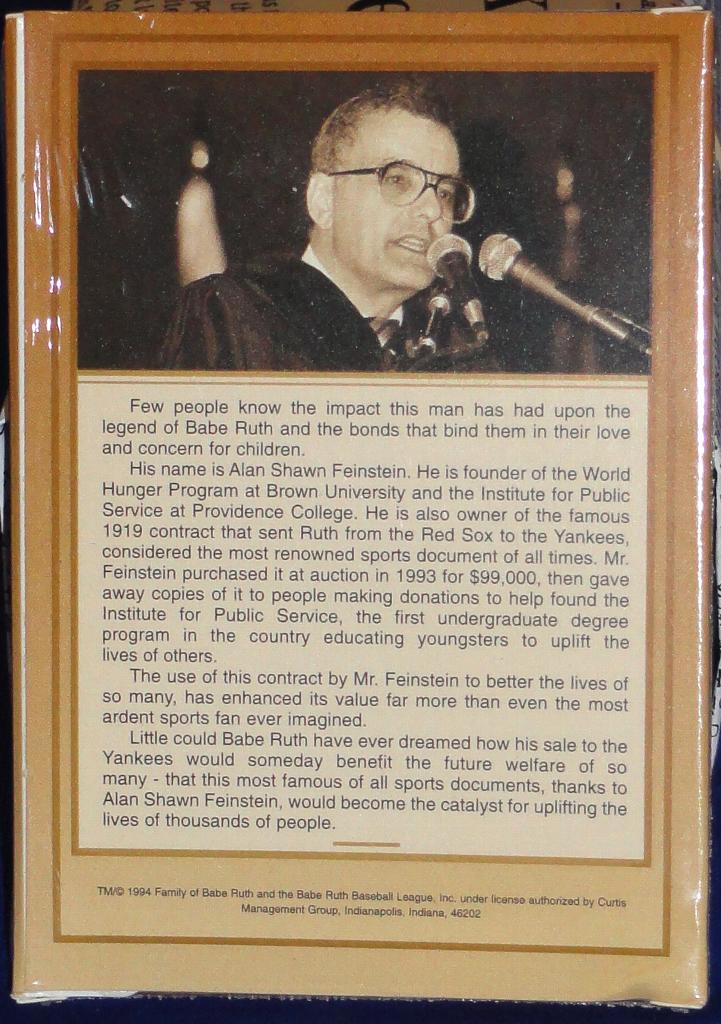 Few people know the impact this man has had upon the
legend of Babe Ruth and the bonds that bind them in their love
and concern for children.
His name is Alan Shawn Feinstein. He is founder of the World
Hunger Program at Brown University and the Institute for Public
Service at Providence College. He is also owner of the famous
1919 contract that sent Ruth from the Red Sox to the Yankees,
considered the most renowned sports document of all times. Mr.
Feinstein purchased it at auction in 1993 for $99,000, then gave
away copies of it to people making donations to help found the
Institute for Public Service, the first undergraduate degree
program in the country educating youngsters to uplift the
lives of others.
The use of this contract by Mr. Feinstein to better the lives of
so many, has enhanced its value far more than even the most
ardent sports fan ever imagined.
Little could Babe Ruth have ever dreamed how his sale to the
Yankees would someday benefit the future welfare of so
many - that this most famous of all sports documents, thanks to
Alan Shawn Feinstein, would become the catalyst for uplifting the
lives of thousands of people.
TM/© 1994 Family of Babe Ruth and the Babe Ruth Baseball League, Inc. under license authorized by Curtis
Management Group, Indianapolis, Indiana, 46202